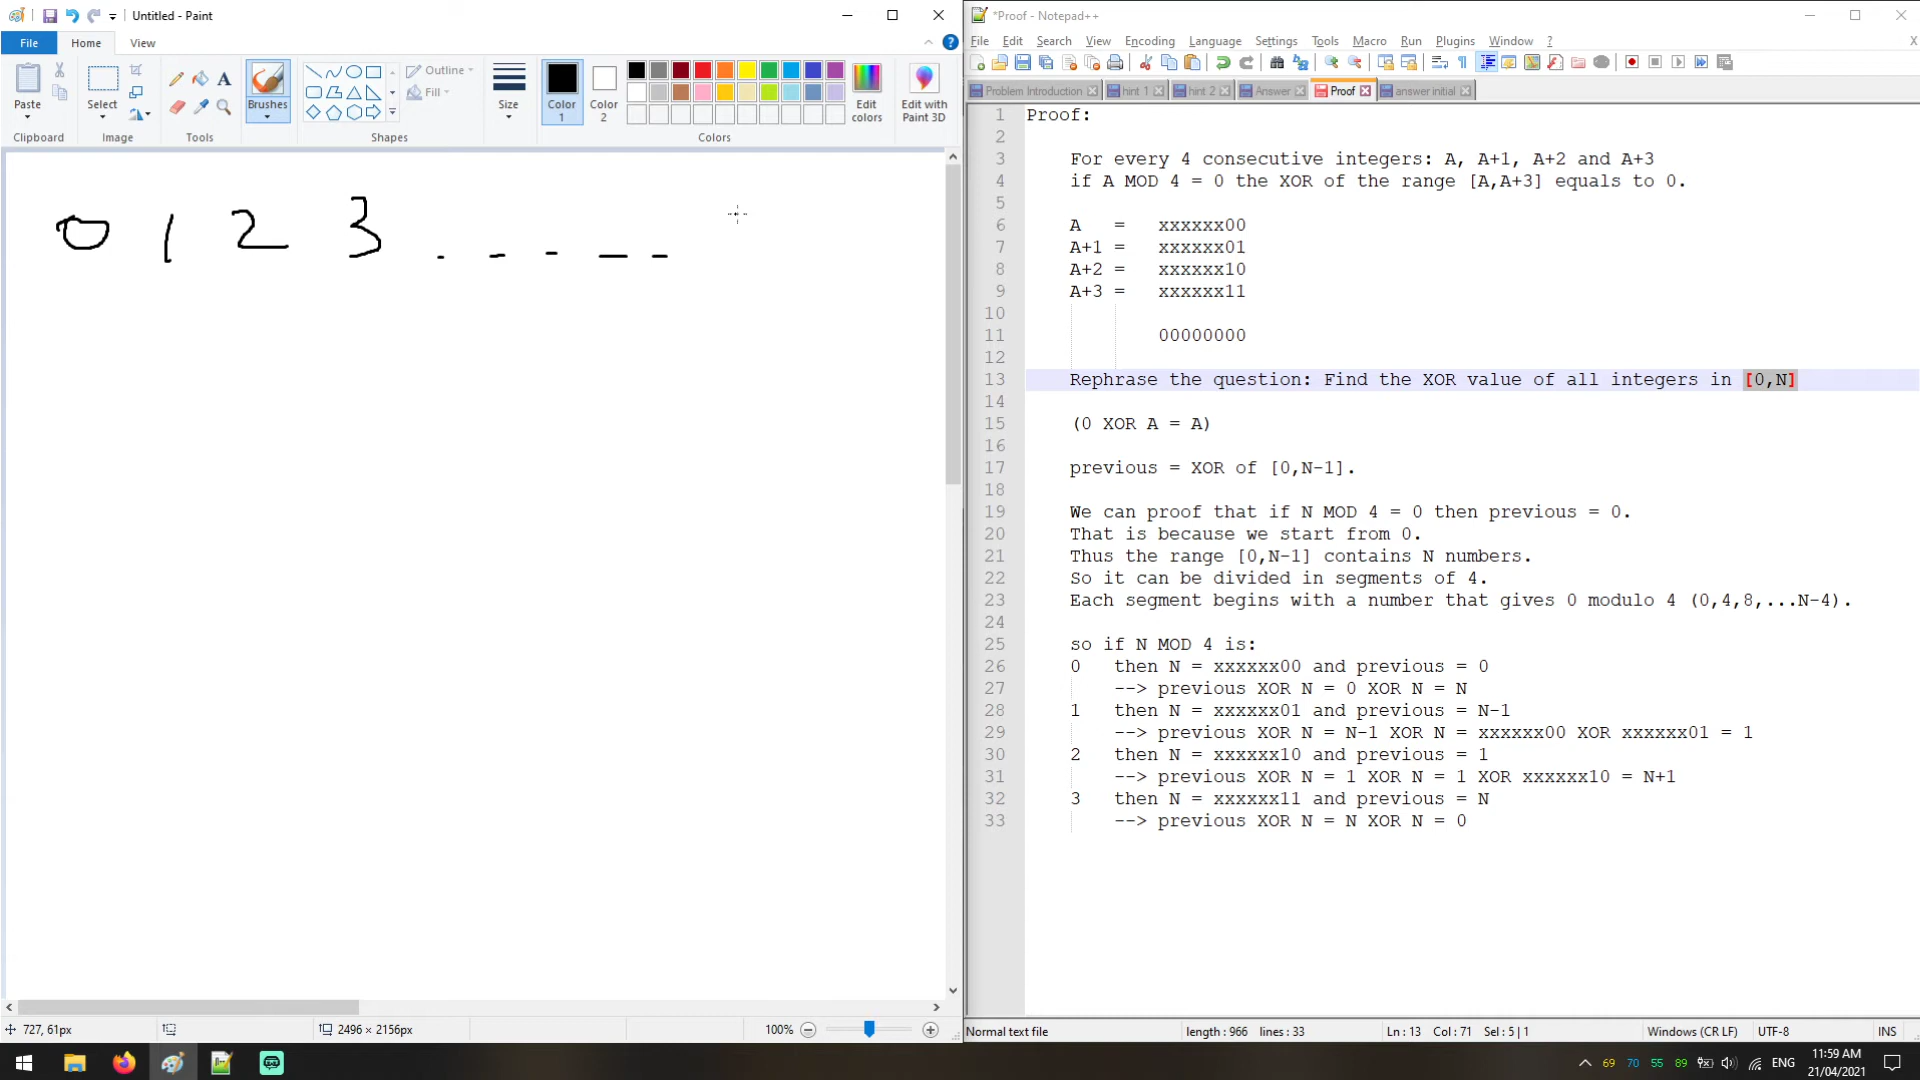 Untitled - Paint
File Home View
Paste
Select
Brushes
Outline
Fill
Size
Color 1
Color 2
Edit colors
Edit with Paint 3D
Clipboard
Image
Tools
Shapes
Colors
0 1 2 3 . - - — -
727, 61px
2496 × 2156px
100%
*Proof - Notepad++
File Edit Search View Encoding Language Settings Tools Macro Run Plugins Window ? X
Problem Introduction hint 1 hint 2 Answer Proof answer initial
1 Proof:
2
3 For every 4 consecutive integers: A, A+1, A+2 and A+3
4 if A MOD 4 = 0 the XOR of the range [A,A+3] equals to 0.
5
6 A = xxxxxx00
7 A+1 = xxxxxx01
8 A+2 = xxxxxx10
9 A+3 = xxxxxx11
10
11 00000000
12
13 Rephrase the question: Find the XOR value of all integers in [0,N]
14
15 (0 XOR A = A)
16
17 previous = XOR of [0,N-1].
18
19 We can proof that if N MOD 4 = 0 then previous = 0.
20 That is because we start from 0.
21 Thus the range [0,N-1] contains N numbers.
22 So it can be divided in segments of 4.
23 Each segment begins with a number that gives 0 modulo 4 (0,4,8,...N-4).
24
25 so if N MOD 4 is:
26 0 then N = xxxxxx00 and previous = 0
27 --> previous XOR N = 0 XOR N = N
28 1 then N = xxxxxx01 and previous = N-1
29 --> previous XOR N = N-1 XOR N = xxxxxx00 XOR xxxxxx01 = 1
30 2 then N = xxxxxx10 and previous = 1
31 --> previous XOR N = 1 XOR N = 1 XOR xxxxxx10 = N+1
32 3 then N = xxxxxx11 and previous = N
33 --> previous XOR N = N XOR N = 0
Normal text file length : 966 lines : 33 Ln : 13 Col : 71 Sel : 5 | 1 Windows (CR LF) UTF-8 INS
69 70 55 89 ENG 11:59 AM
21/04/2021